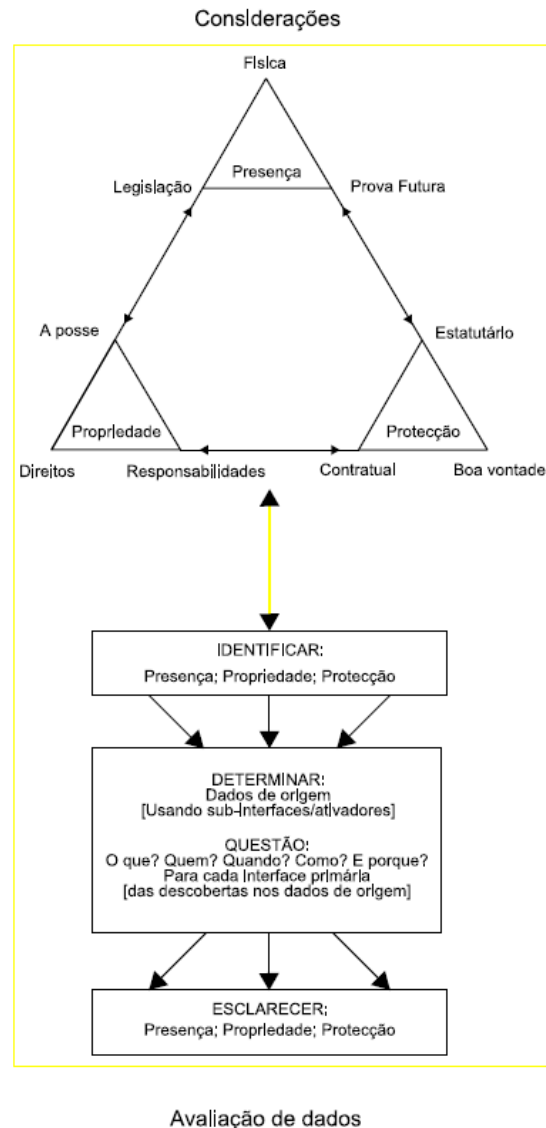 Considerações
Física
Presença
Legislação
Prova Futura
A posse
Estatutário
Propriedade
Protecção
Direitos
Responsabilidades
Contratual
Boa vontade
IDENTIFICAR:
Presença; Propriedade; Protecção
DETERMINAR:
Dados de origem
[Usando sub-interfaces/ativadores]
QUESTÃO:
O que? Quem? Quando? Como? E porque?
Para cada Interface primária
[das descobertas nos dados de origem]
ESCLARECER:
Presença; Propriedade; Protecção
Avaliação de dados